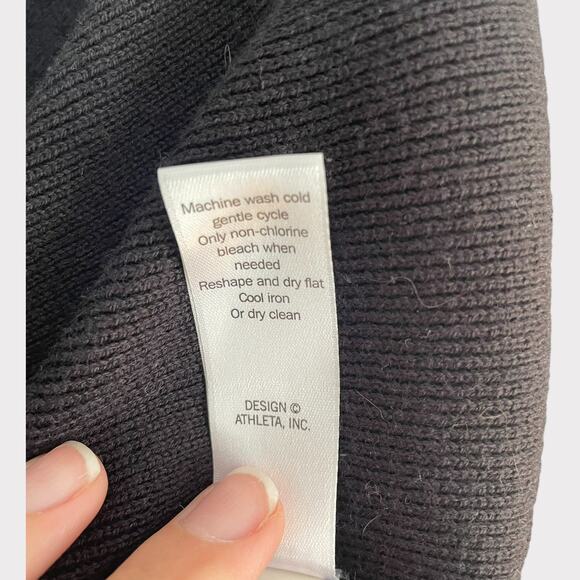 Machine wash cold
gentle cycle
Only non-chlorine
bleach when
needed
Reshape and dry flat
Cool iron
Or dry clean
DESIGN ©
ATHLETA, INC.